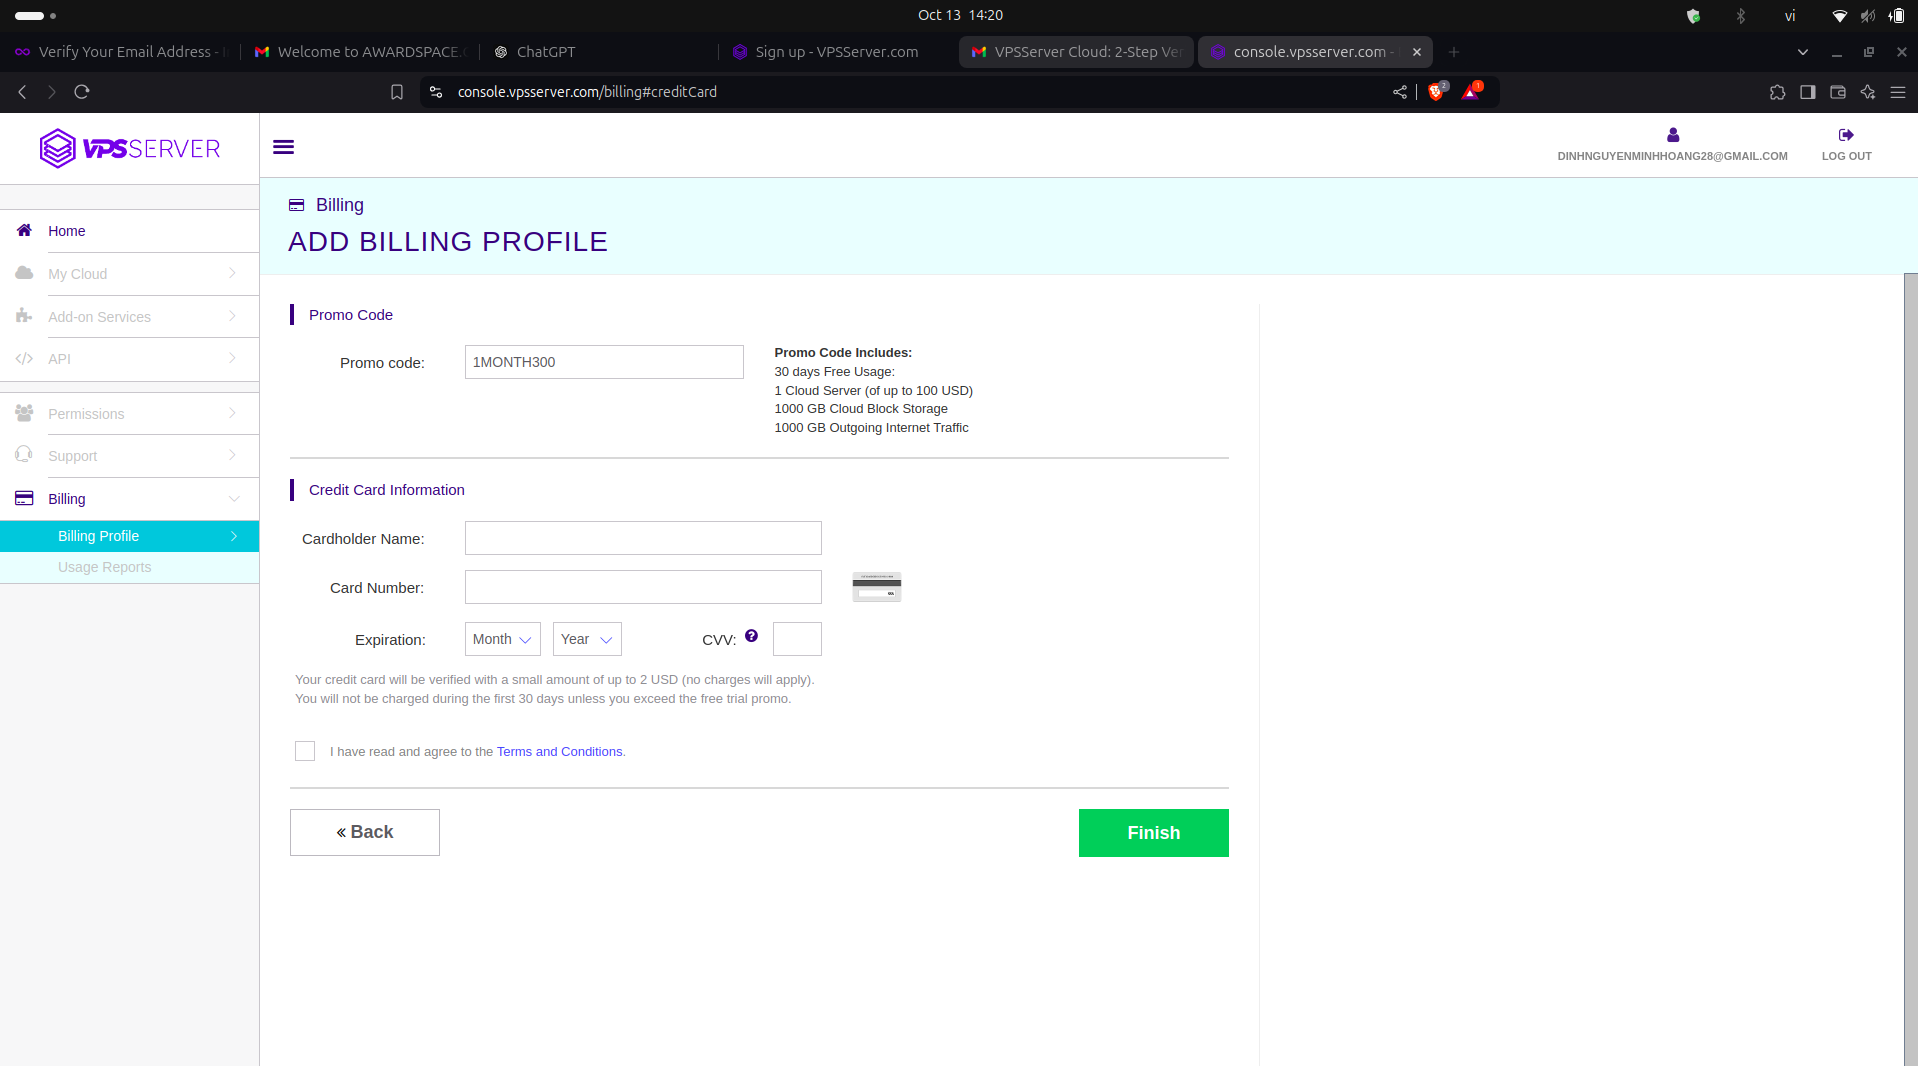 Oct 13 14:20
vi
Verify Your Email Address -
Welcome to AWARDSPACE.
ChatGPT
Sign up - VPSServer.com
VPSServer Cloud: 2-Step Ver
console.vpsserver.com -
console.vpsserver.com/billing#creditCard
2
1
VPSSERVER
DINHNGUYENMINHHOANG28@GMAIL.COM
LOG OUT
Home
My Cloud
Add-on Services
API
Permissions
Support
Billing
Billing Profile
Usage Reports
Billing
ADD BILLING PROFILE
Promo Code
Promo code:
1MONTH300
Promo Code Includes:
30 days Free Usage:
1 Cloud Server (of up to 100 USD)
1000 GB Cloud Block Storage
1000 GB Outgoing Internet Traffic
Credit Card Information
Cardholder Name:
Card Number:
Expiration:
Month
Year
CVV:
?
Your credit card will be verified with a small amount of up to 2 USD (no charges will apply).
You will not be charged during the first 30 days unless you exceed the free trial promo.
I have read and agree to the Terms and Conditions.
« Back
Finish